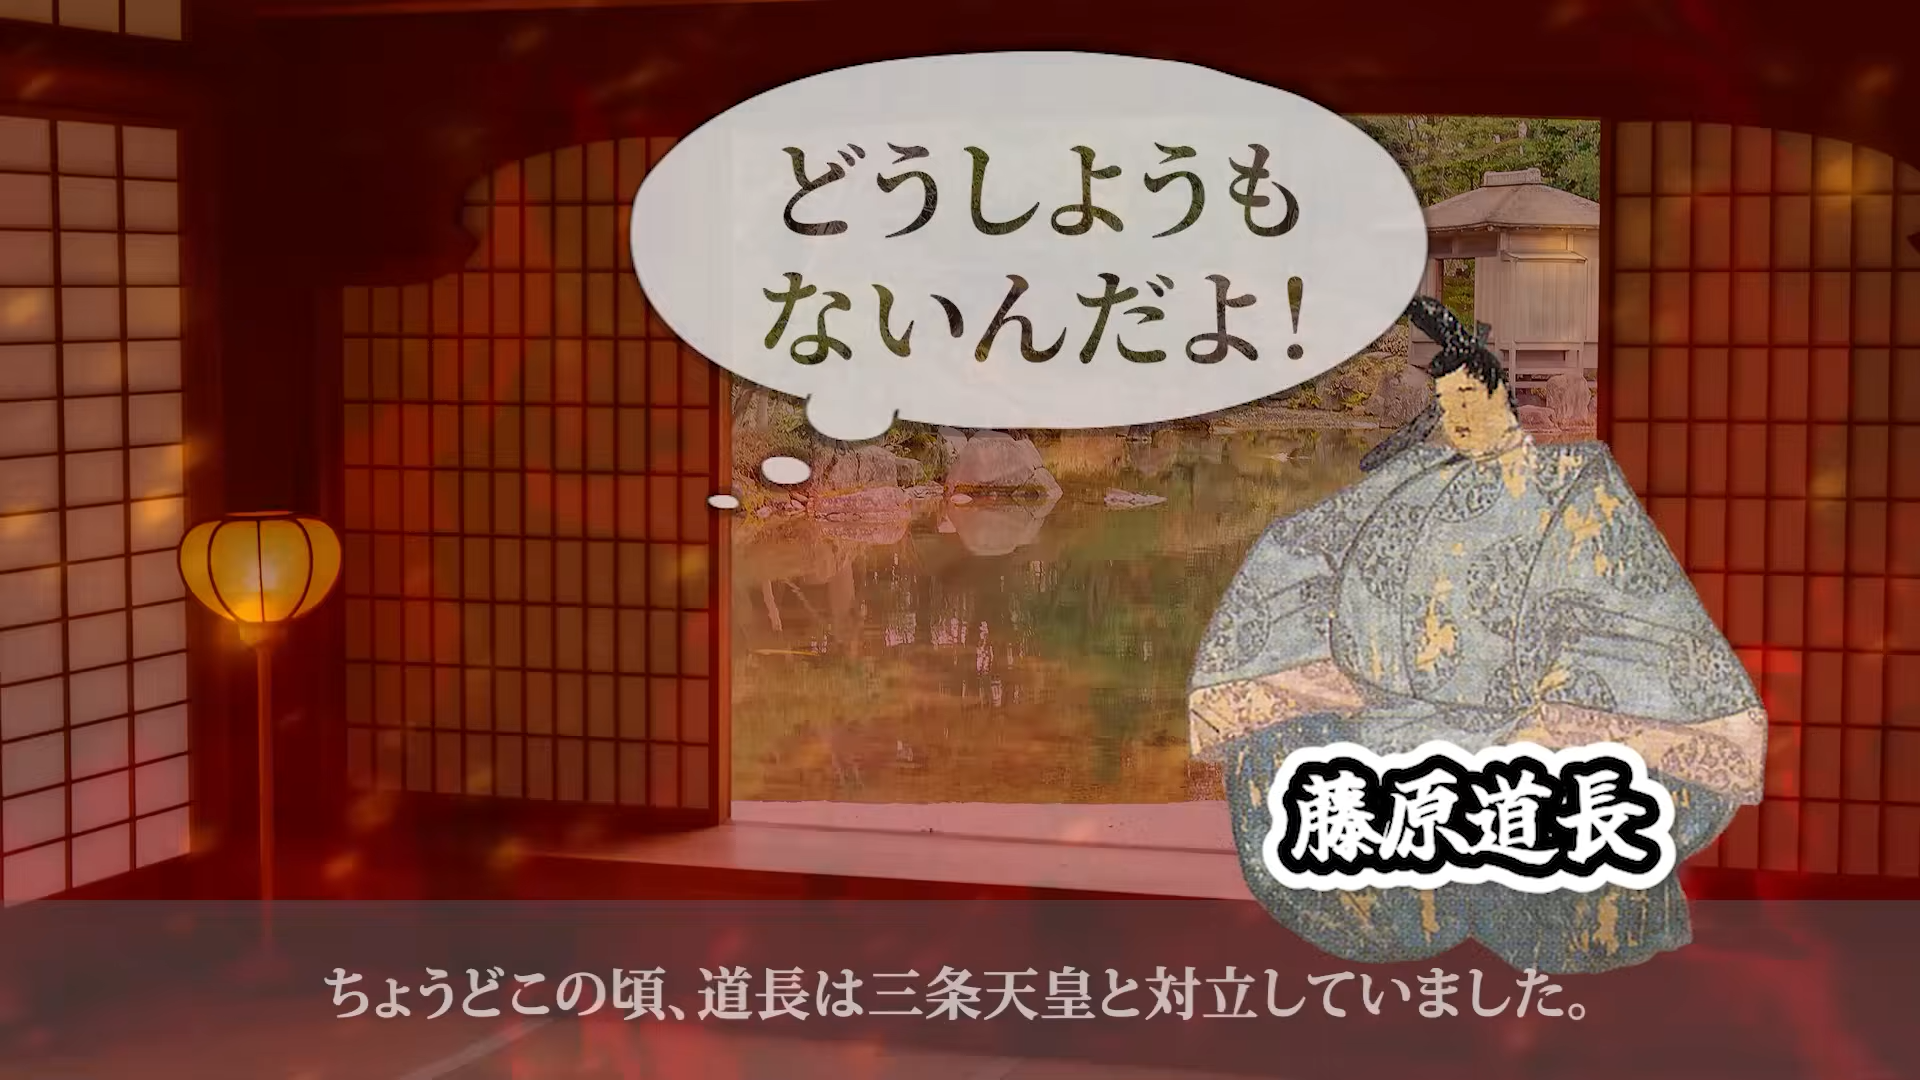 どうしようも
ないんだよ!
藤原道長
ちょうどこの頃、道長は三条天皇と対立していました。